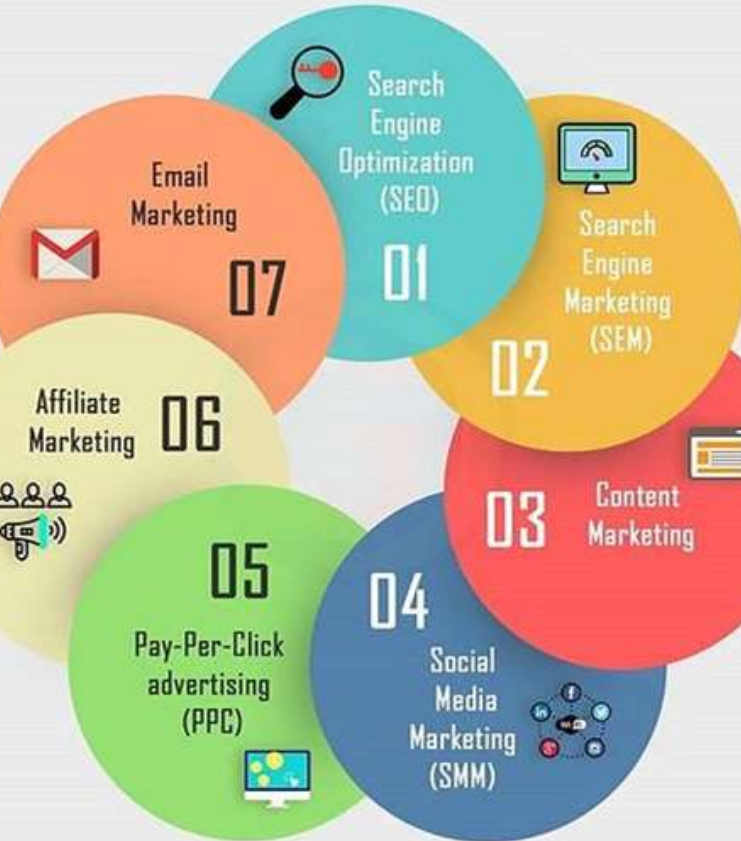 Search
Engine
Optimization
(SEO)
01
Search
Engine
Marketing
(SEM)
02
03
Content
Marketing
04
Social
Media
Marketing
(SMM)
05
Pay-Per-Click
advertising
(PPC)
Affiliate
Marketing
06
Email
Marketing
07